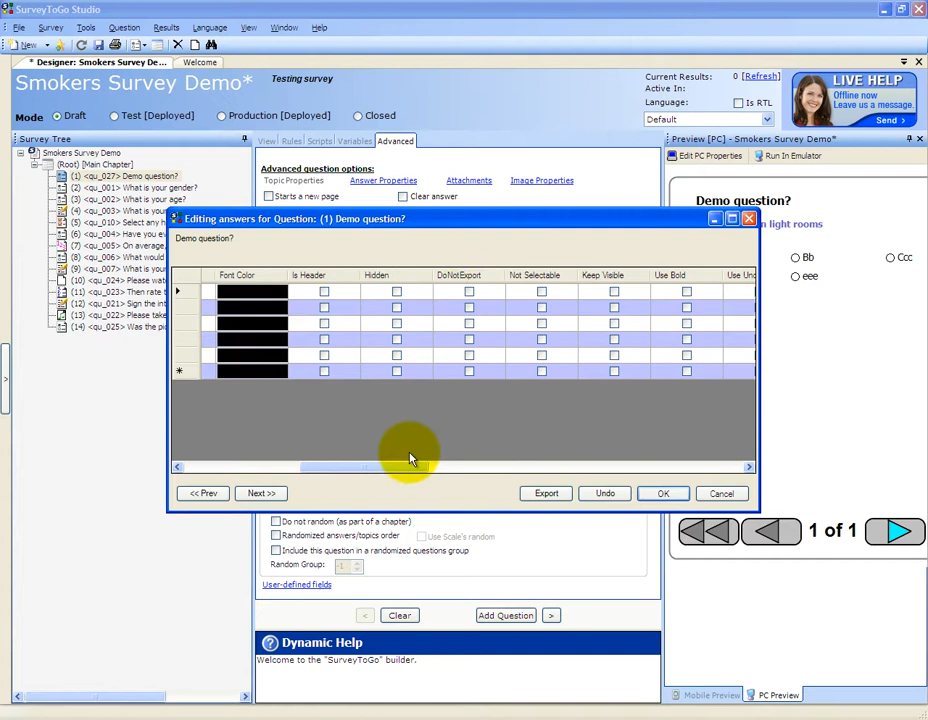 SurveyToGo Studio
File Survey Tools Question Results Language View Window Help
New
* Designer: Smokers Survey De... Welcome
Smokers Survey Demo* Testing survey
Current Results: 0 [Refresh]
Active In:
Language: Is RTL
Default
LIVE HELP
Offline now
Leave us a message.
Send >
Mode Draft Test [Deployed] Production [Deployed] Closed
Survey Tree
Smokers Survey Demo
(Root) [Main Chapter]
(1) <qu_027> Demo question?
(2) <qu_001> What is your gender?
(3) <qu_002> What is your age?
(4) <qu_003> What is your
(5) <qu_010> Select any h
(6) <qu_004> Have you ev
(7) <qu_005> On average,
(8) <qu_006> What would
(9) <qu_007> What is your
(10) <qu_024> Please wat
(11) <qu_023> Then rate t
(12) <qu_021> Sign the int
(13) <qu_022> Please take
(14) <qu_025> Was the pic
View Rules Scripts Variables Advanced
Advanced question options:
Topic Properties Answer Properties Attachments Image Properties
Starts a new page Clear answer
Preview [PC] - Smokers Survey Demo*
Edit PC Properties Run In Emulator
Demo question?
n light rooms
Bb Ccc
eee
Editing answers for Question: (1) Demo question?
Demo question?
Font Color Is Header Hidden DoNotExport Not Selectable Keep Visible Use Bold Use Un
<< Prev Next >> Export Undo OK Cancel
Do not random (as part of a chapter)
Randomized answers/topics order Use Scale's random
Include this question in a randomized questions group
Random Group: -1
User-defined fields
< Clear Add Question >
Dynamic Help
Welcome to the "SurveyToGo" builder.
1 of 1
Mobile Preview PC Preview